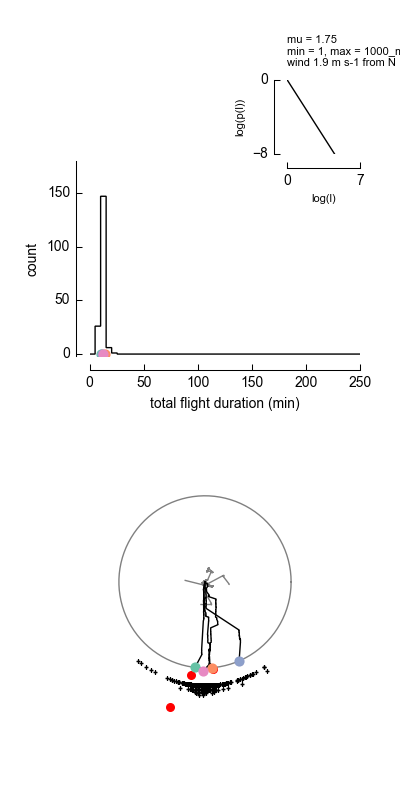 mu = 1.75
min = 1, max = 1000_m
wind 1.9 m s-1 from N
0
log(p(l))
−8
0
7
log(l)
150
100
50
0
count
0
50
100
150
200
250
total flight duration (min)